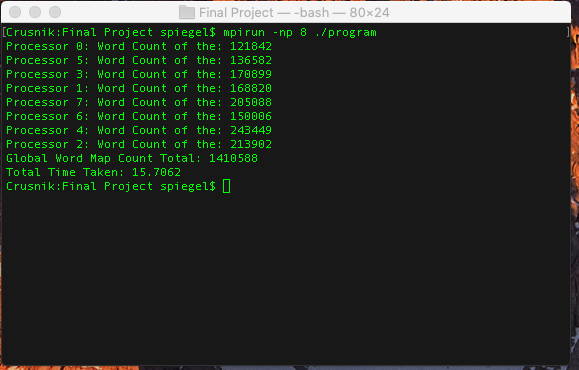 Final Project — -bash — 80×24
[Crusnik:Final Project spiegel$ mpirun -np 8 ./program ]
Processor 0: Word Count of the: 121842
Processor 5: Word Count of the: 136582
Processor 3: Word Count of the: 170899
Processor 1: Word Count of the: 168820
Processor 7: Word Count of the: 205088
Processor 6: Word Count of the: 150006
Processor 4: Word Count of the: 243449
Processor 2: Word Count of the: 213902
Global Word Map Count Total: 1410588
Total Time Taken: 15.7062
Crusnik:Final Project spiegel$